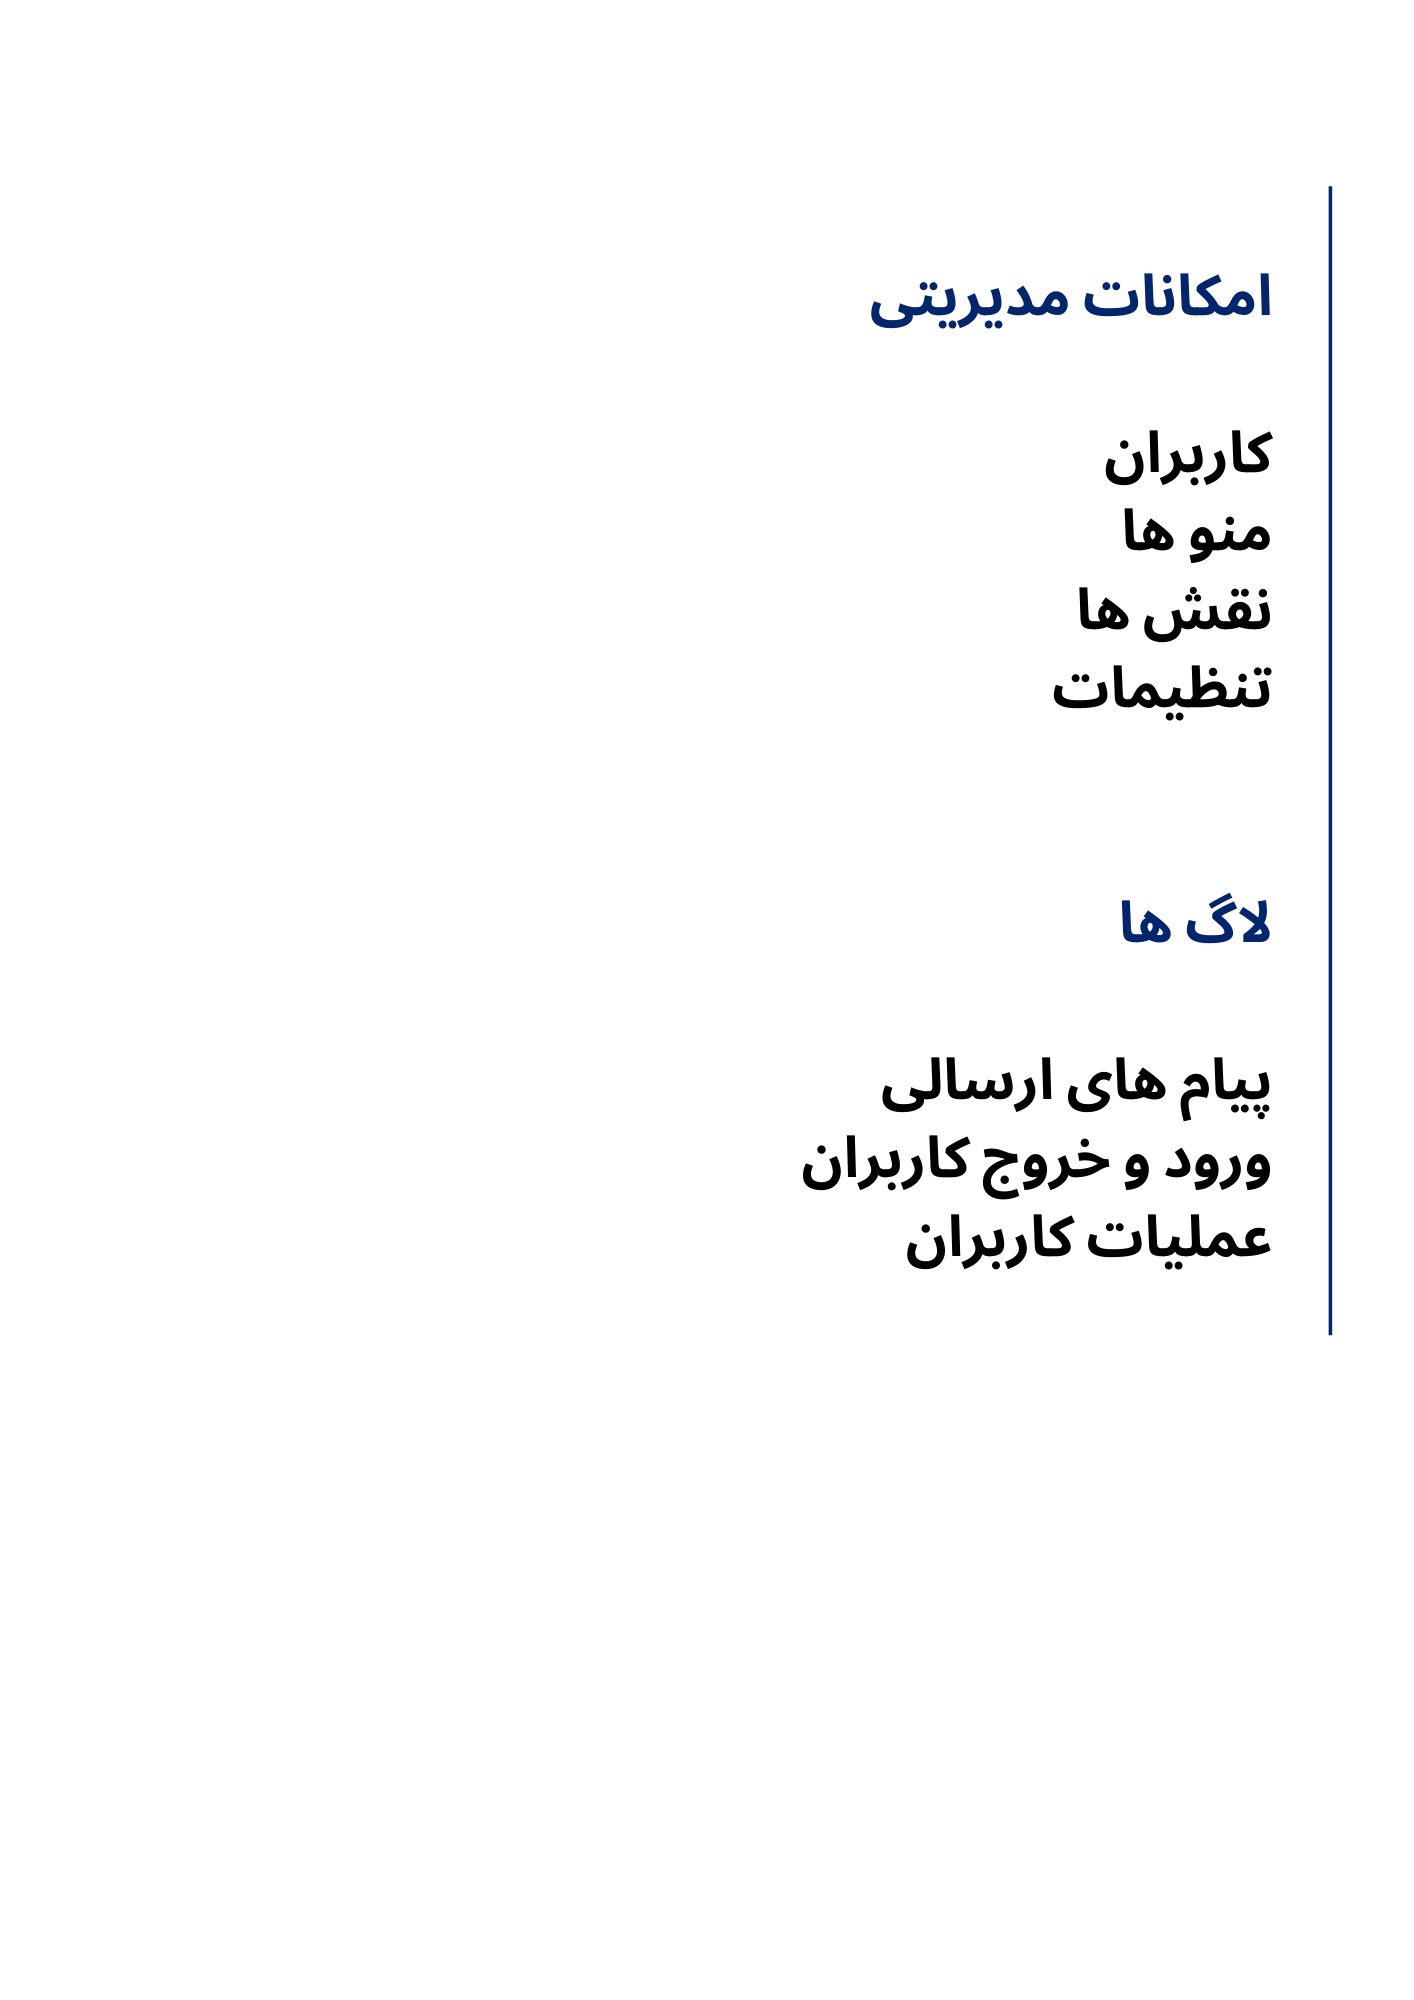 امکانات مدیریتی
کاربران
منو ها
نقش ها
تنظیمات
لاگ ها
پیام های ارسالی
ورود و خروج کاربران
عملیات کاربران